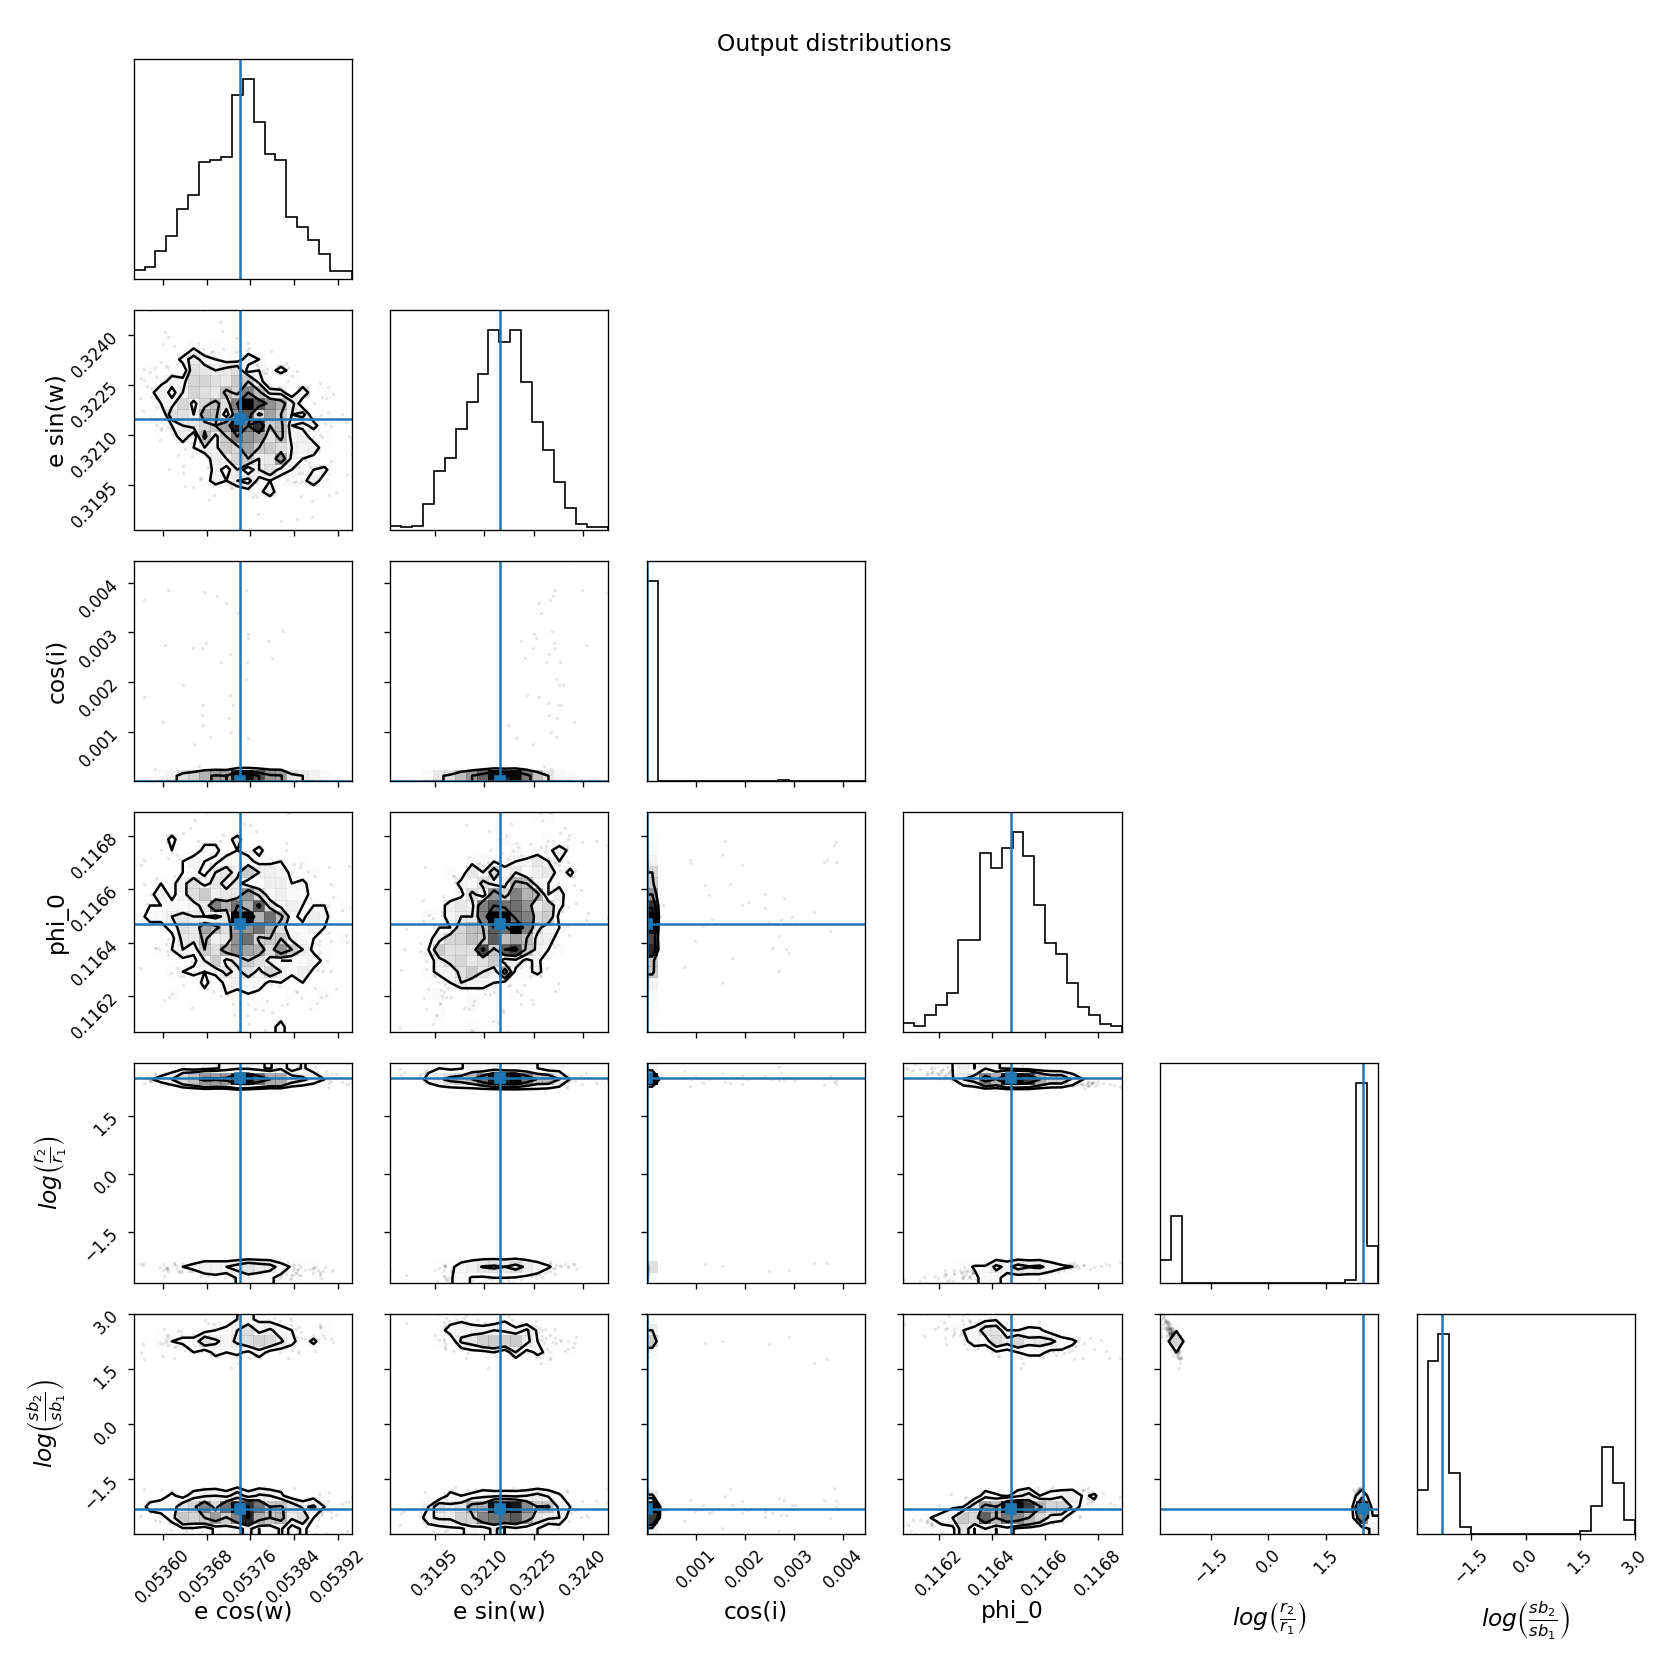 Output distributions
e sin(w)
0.3240
0.3225
0.3210
0.3195
cos(i)
0.004
0.003
0.002
0.001
phi_0
0.1168
0.1166
0.1164
0.1162
log(r₂/r₁)
1.5
0.0
−1.5
log(sb₂/sb₁)
3.0
1.5
0.0
−1.5
0.05360 0.05368 0.05376 0.05384 0.05392
0.3195 0.3210 0.3225 0.3240
0.001 0.002 0.003 0.004
0.1162 0.1164 0.1166 0.1168
−1.5 0.0 1.5
−1.5 0.0 1.5 3.0
e cos(w)
e sin(w)
cos(i)
phi_0
log(r₂/r₁)
log(sb₂/sb₁)